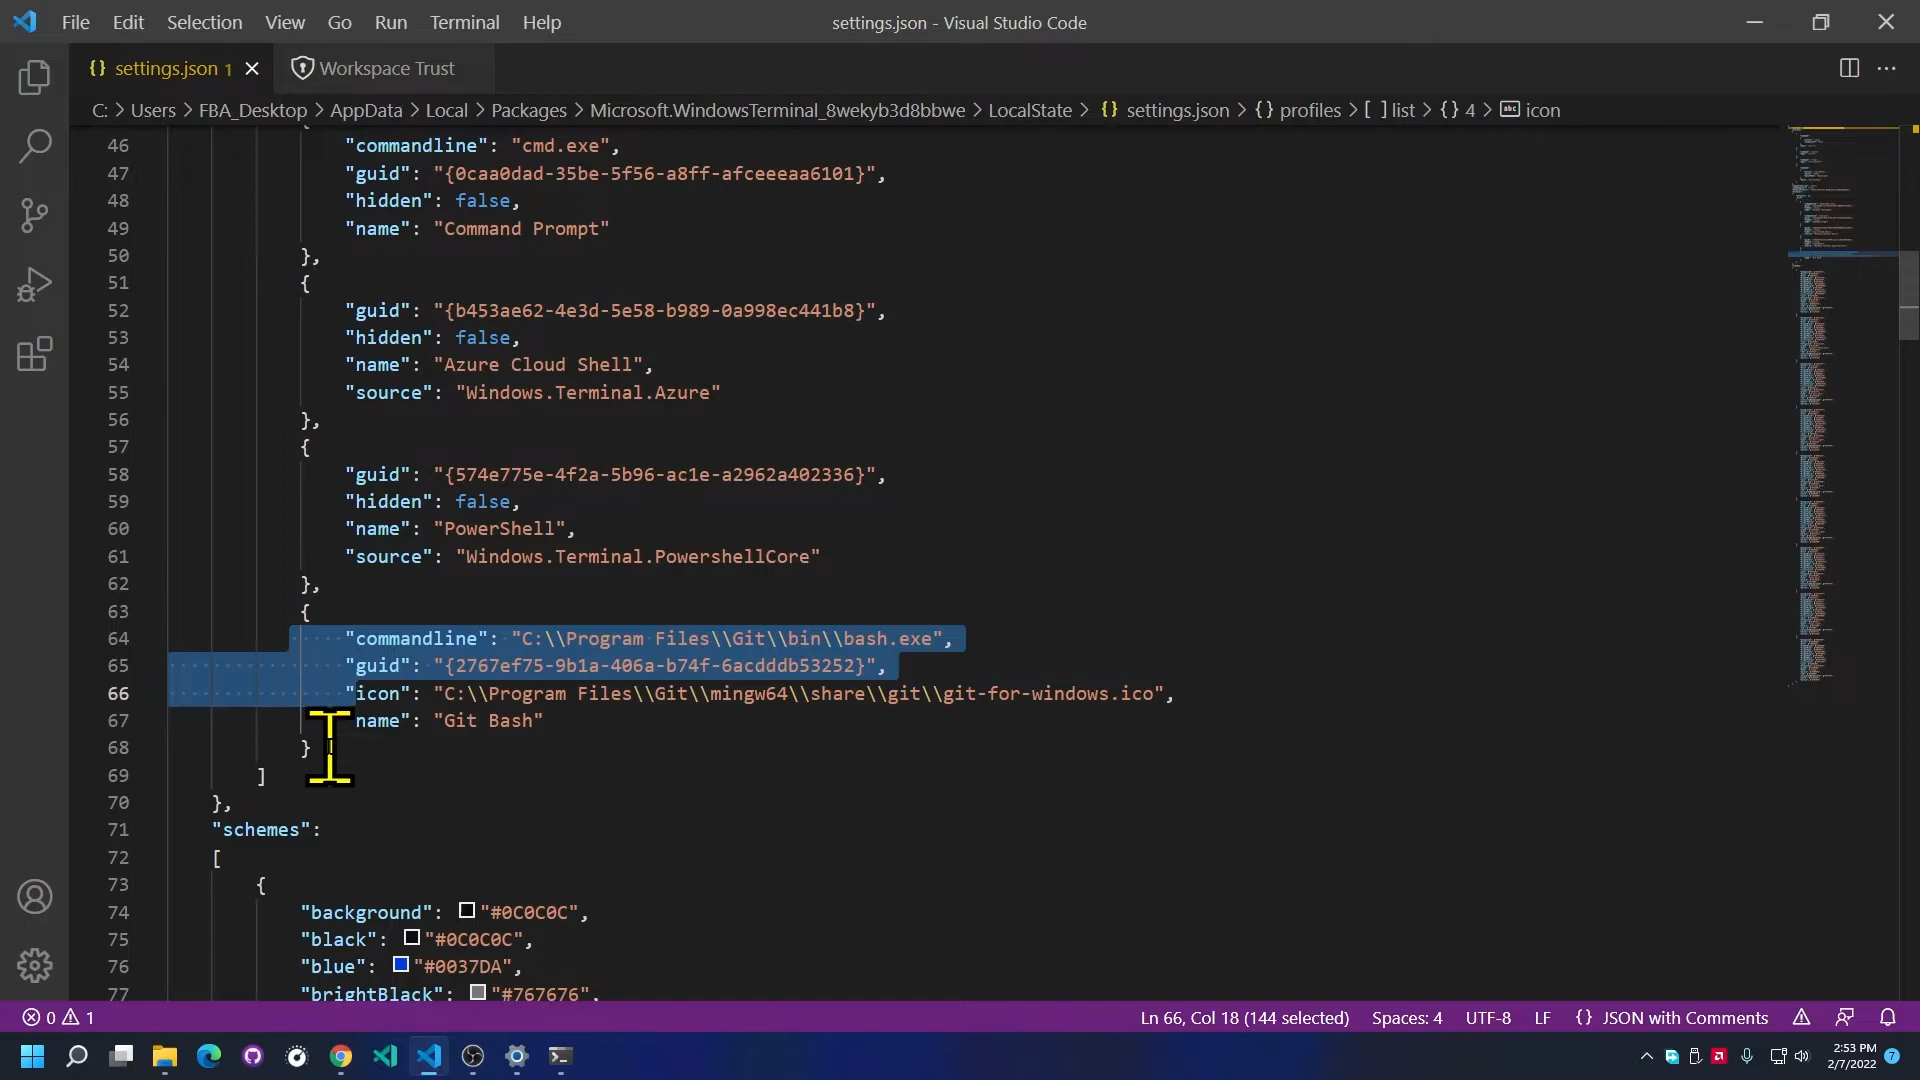 File Edit Selection View Go Run Terminal Help
settings.json - Visual Studio Code
{} settings.json 1
Workspace Trust
C: > Users > FBA_Desktop > AppData > Local > Packages > Microsoft.WindowsTerminal_8wekyb3d8bbwe > LocalState > {} settings.json > {} profiles > [ ] list > {} 4 > abc icon
46 "commandline": "cmd.exe",
47 "guid": "{0caa0dad-35be-5f56-a8ff-afceeeaa6101}",
48 "hidden": false,
49 "name": "Command Prompt"
50 },
51 {
52 "guid": "{b453ae62-4e3d-5e58-b989-0a998ec441b8}",
53 "hidden": false,
54 "name": "Azure Cloud Shell",
55 "source": "Windows.Terminal.Azure"
56 },
57 {
58 "guid": "{574e775e-4f2a-5b96-ac1e-a2962a402336}",
59 "hidden": false,
60 "name": "PowerShell",
61 "source": "Windows.Terminal.PowershellCore"
62 },
63 {
64 "commandline": "C:\\Program Files\\Git\\bin\\bash.exe",
65 "guid": "{2767ef75-9b1a-406a-b74f-6acdddb53252}",
66 "icon": "C:\\Program Files\\Git\\mingw64\\share\\git\\git-for-windows.ico",
67 name": "Git Bash"
68 }
69 ]
70 },
71 "schemes":
72 [
73 {
74 "background": "#0C0C0C",
75 "black": "#0C0C0C",
76 "blue": "#0037DA",
77 "brightBlack": "#767676",
0 1
Ln 66, Col 18 (144 selected) Spaces: 4 UTF-8 LF {} JSON with Comments
2:53 PM
2/7/2022
7